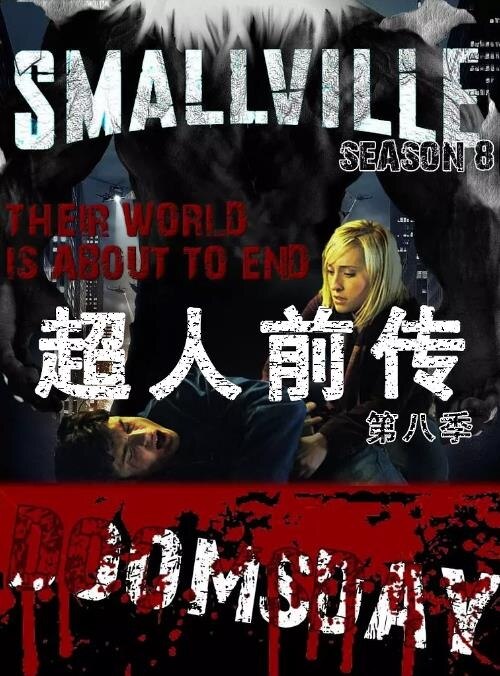 SMALLVILLE
SEASON 8
THEIR WORLD
IS ABOUT TO END
超人前传
第八季
DOOMSDAY